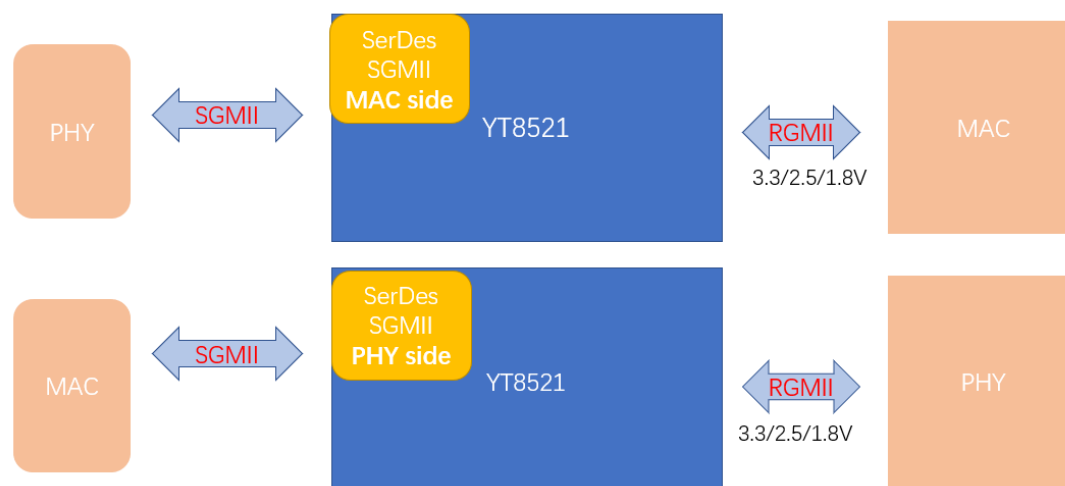 SerDes
SGMII
MAC side
PHY
SGMII
YT8521
RGMII
3.3/2.5/1.8V
MAC
SerDes
SGMII
PHY side
MAC
SGMII
YT8521
RGMII
3.3/2.5/1.8V
PHY